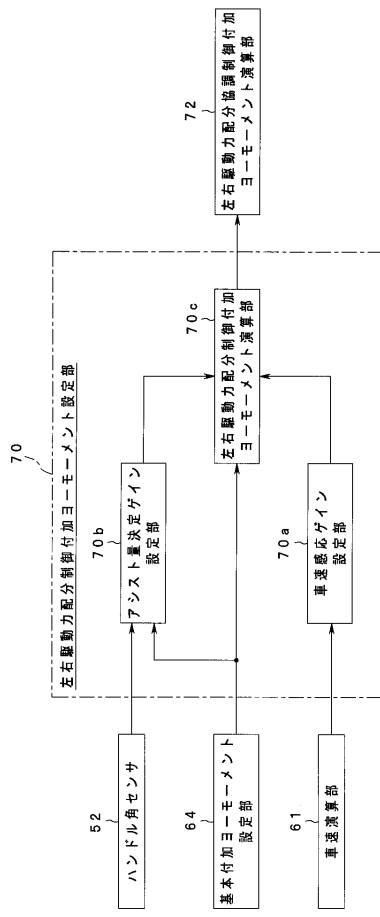 70
左右駆動力配分制御付加ヨーモーメント設定部
52
ハンドル角センサ
70b
アシスト量決定ゲイン
設定部
64
基本付加ヨーモーメント
設定部
70c
左右駆動力配分制御付加
ヨーモーメント演算部
72
左右駆動力配分協調制御付加
ヨーモーメント演算部
61
車速演算部
70a
車速感応ゲイン
設定部